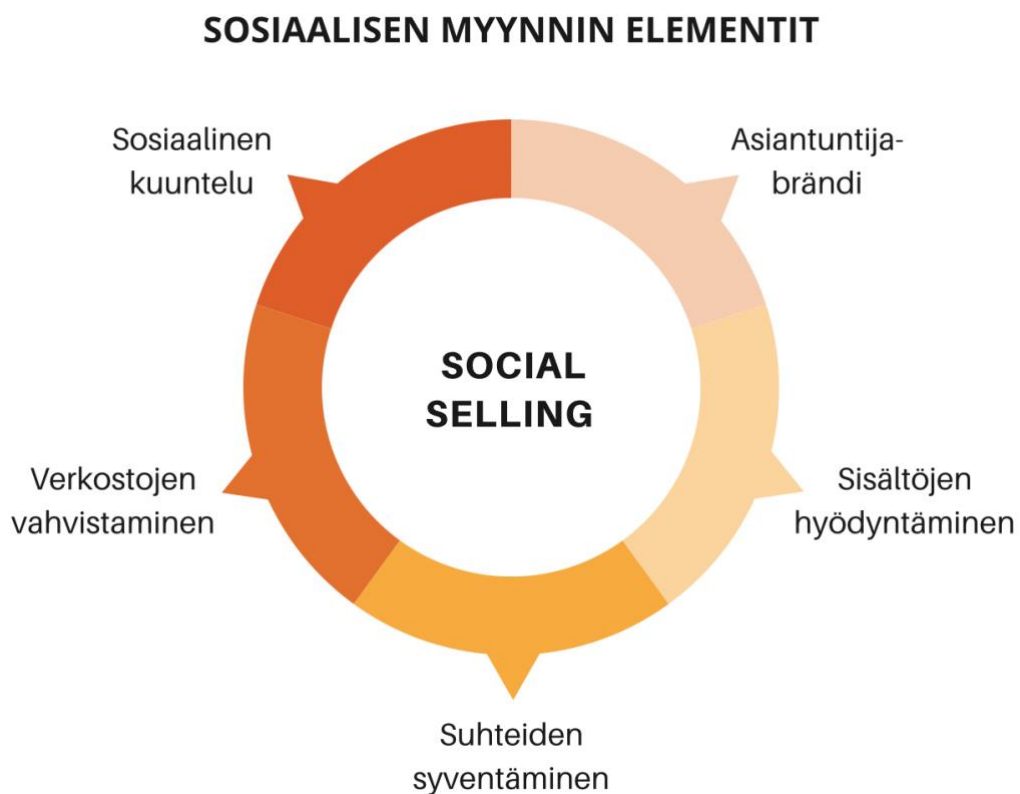 SOSIAALISEN MYYNNIN ELEMENTIT
Sosiaalinen
kuuntelu
Asiantuntija-
brändi
SOCIAL
SELLING
Verkostojen
vahvistaminen
Sisältöjen
hyödyntäminen
Suhteiden
syventäminen